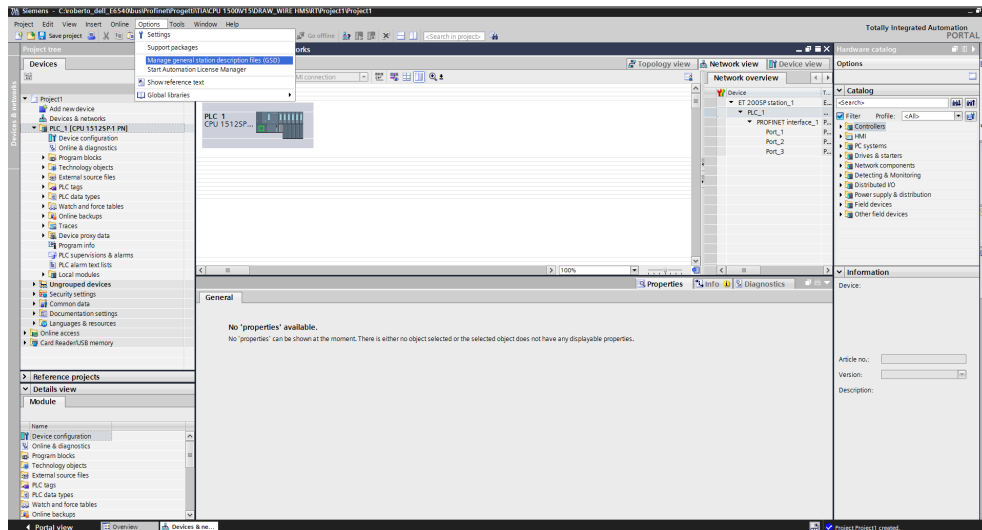 Siemens - C:\roberto_dell_E6540\bus\Profinet\Progetti\TIA\CPU 1500\V15\DRAW_WIRE HMSRT\Project1\Project1
Project Edit View Insert Online Options Tools Window Help
Totally Integrated Automation
PORTAL
Save project
Go offline
<Search in project>
Settings
Support packages
Manage general station description files (GSD)
Start Automation License Manager
Show reference text
Global libraries
Project tree
Devices
Devices & networks
Project1
Add new device
Devices & Networks
PLC_1 [CPU 1512SP-1 PN]
Device configuration
Online & diagnostics
Program blocks
Technology objects
External source files
PLC tags
PLC data types
Watch and force tables
Online backups
Traces
Device proxy data
Program info
PLC supervisions & alarms
PLC alarm text lists
Local modules
Ungrouped devices
Security settings
Common data
Documentation settings
Languages & resources
Online access
Card Reader/USB memory
Reference projects
Details view
Module
Name
Device configuration
Online & diagnostics
Program blocks
Technology objects
External source files
PLC tags
PLC data types
Watch and force tables
Online backups
Topology view Network view Device view
HMI connection
PLC_1
CPU 1512SP...
100%
Network overview
Device
ET 200SP station_1
PLC_1
PROFINET interface_1
Port_1
Port_2
Port_3
Properties Info Diagnostics
General
No 'properties' available.
No 'properties' can be shown at the moment. There is either no object selected or the selected object does not have any displayable properties.
Hardware catalog
Options
Catalog
<Search>
Filter Profile: <All>
Controllers
HMI
PC systems
Drives & starters
Network components
Detecting & Monitoring
Distributed I/O
Power supply & distribution
Field devices
Other field devices
Information
Device:
Article no.:
Version:
Description:
Portal view Overview Devices & ne...
Project Project1 created.